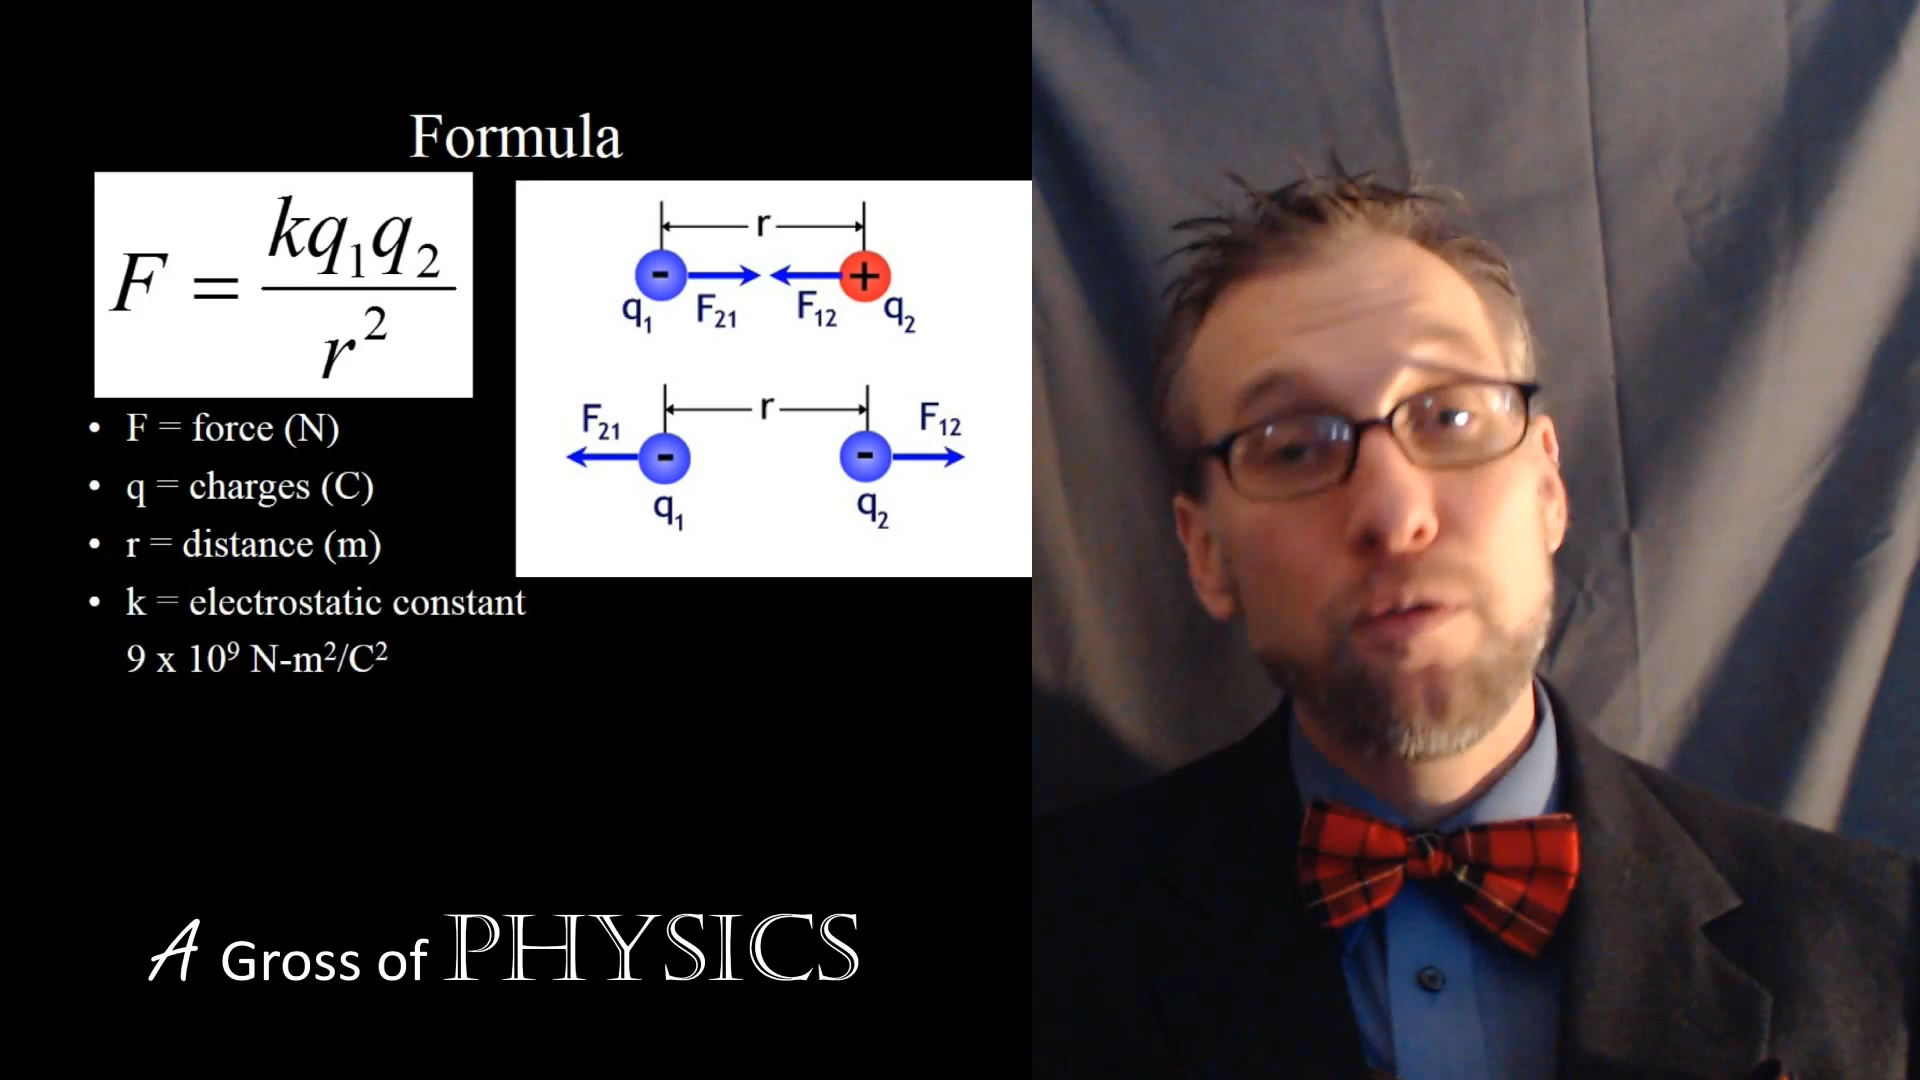 Formula
F = kq₁q₂ / r²
• F = force (N)
• q = charges (C)
• r = distance (m)
• k = electrostatic constant
9 x 10⁹ N-m²/C²
r
- +
q₁ F₂₁ F₁₂ q₂
F₂₁ r F₁₂
- -
q₁ q₂
A Gross of PHYSICS